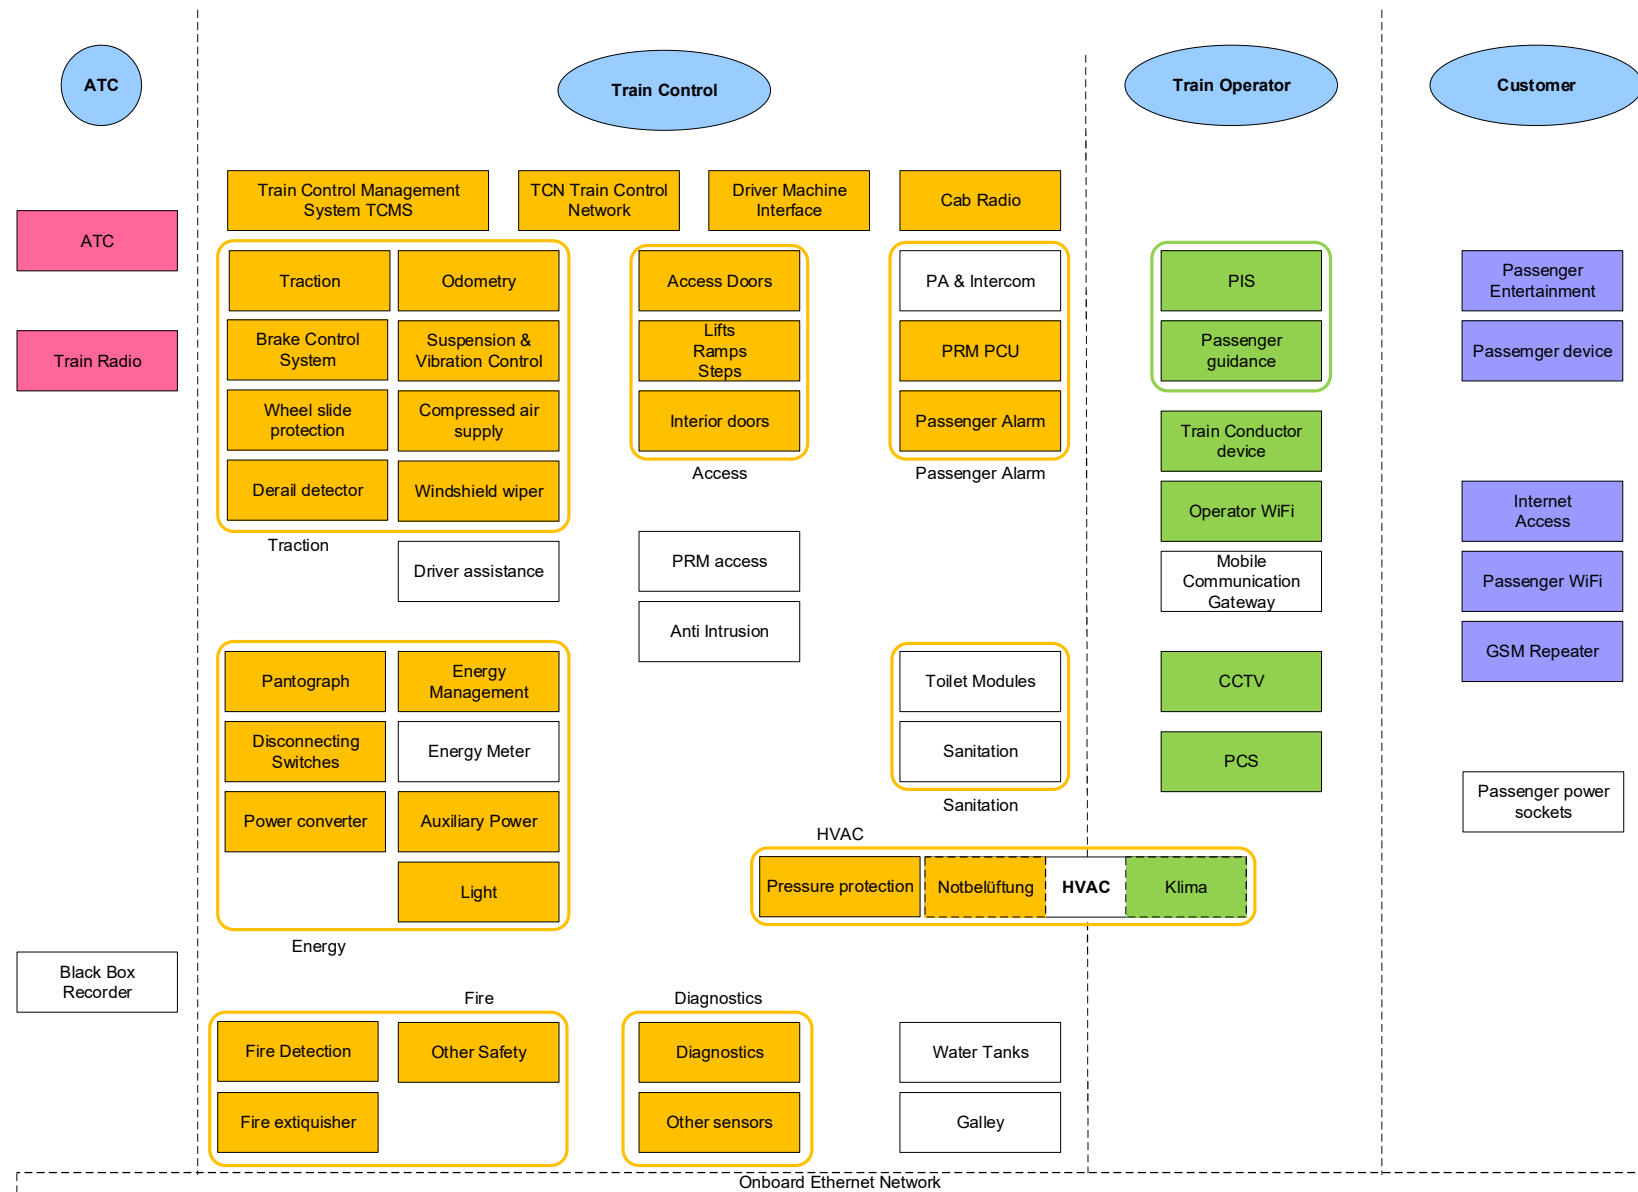 ATC
Train Control
Train Operator
Customer
ATC
Train Radio
Black Box
Recorder
Train Control Management
System TCMS
TCN Train Control
Network
Driver Machine
Interface
Cab Radio
Traction
Odometry
Brake Control
System
Suspension &
Vibration Control
Wheel slide
protection
Compressed air
supply
Derail detector
Windshield wiper
Traction
Driver assistance
Access Doors
Lifts
Ramps
Steps
Interior doors
Access
PRM access
Anti Intrusion
PA & Intercom
PRM PCU
Passenger Alarm
Passenger Alarm
Pantograph
Energy
Management
Disconnecting
Switches
Energy Meter
Power converter
Auxiliary Power
Light
Energy
Toilet Modules
Sanitation
Sanitation
HVAC
Pressure protection
Notbelüftung
HVAC
Klima
Fire
Fire Detection
Other Safety
Fire extiquisher
Diagnostics
Diagnostics
Other sensors
Water Tanks
Galley
PIS
Passenger
guidance
Train Conductor
device
Operator WiFi
Mobile
Communication
Gateway
CCTV
PCS
Passenger
Entertainment
Passemger device
Internet
Access
Passenger WiFi
GSM Repeater
Passenger power
sockets
Onboard Ethernet Network